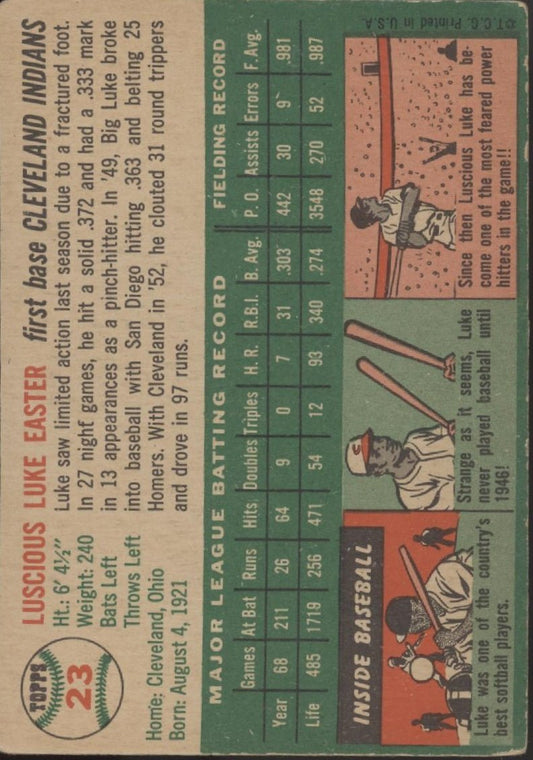 TOPPS
23
LUSCIOUS LUKE EASTER first base CLEVELAND INDIANS
Ht.: 6' 4½"
Weight: 240
Bats Left
Throws Left
Home: Cleveland, Ohio
Born: August 4, 1921
Luke saw limited action last season due to a fractured foot.
In 27 night games, he hit a solid .372 and had a .333 mark
in 13 appearances as a pinch-hitter. In '49, Big Luke broke
into baseball with San Diego hitting .363 and belting 25
Homers. With Cleveland in '52, he clouted 31 round trippers
and drove in 97 runs.
MAJOR LEAGUE BATTING RECORD FIELDING RECORD
Games At Bat Runs Hits Doubles Triples H. R. R.B.I. B. Avg. P. O. Assists Errors F. Avg.
Year 68 211 26 64 9 0 7 31 .303 442 30 9 .981
Life 485 1719 256 471 54 12 93 340 .274 3548 270 52 .987
INSIDE BASEBALL
Luke was one of the country's
best softball players.
Strange as it seems, Luke
never played baseball until
1946!
Since then Luscious Luke has be-
come one of the most feared power
hitters in the game!!
©T.C.G. Printed in U.S.A.